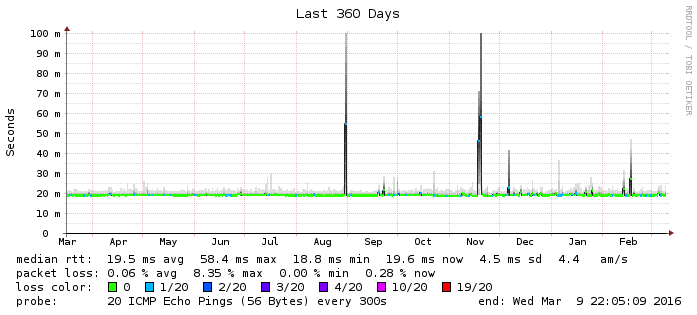 Last 360 Days
RRDTOOL / TOBI OETIKER
Seconds
100 m
90 m
80 m
70 m
60 m
50 m
40 m
30 m
20 m
10 m
0
Mar Apr May Jun Jul Aug Sep Oct Nov Dec Jan Feb
median rtt: 19.5 ms avg 58.4 ms max 18.8 ms min 19.6 ms now 4.5 ms sd 4.4 am/s
packet loss: 0.06 % avg 8.35 % max 0.00 % min 0.28 % now
loss color: 0 1/20 2/20 3/20 4/20 10/20 19/20
probe: 20 ICMP Echo Pings (56 Bytes) every 300s end: Wed Mar 9 22:05:09 2016